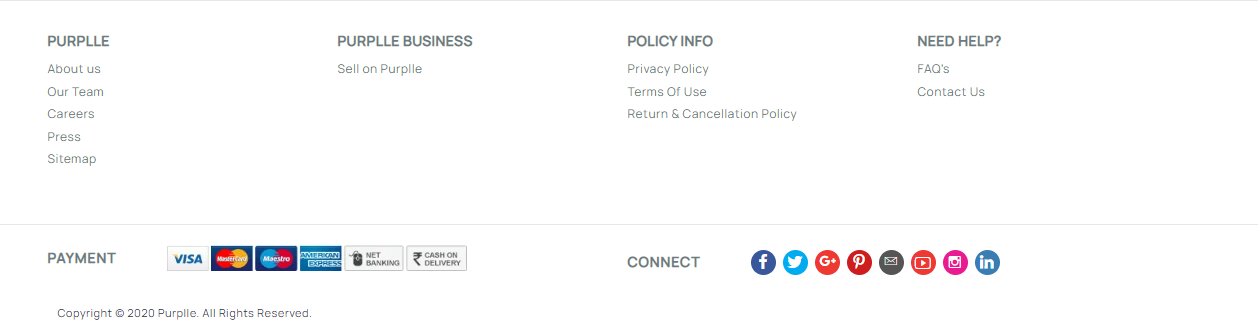 PURPLLE
About us
Our Team
Careers
Press
Sitemap
PURPLLE BUSINESS
Sell on Purplle
POLICY INFO
Privacy Policy
Terms Of Use
Return & Cancellation Policy
NEED HELP?
FAQ's
Contact Us
PAYMENT
VISA
MasterCard
Maestro
AMERICAN
EXPRESS
NET
BANKING
₹ CASH ON
DELIVERY
CONNECT
Copyright © 2020 Purplle. All Rights Reserved.